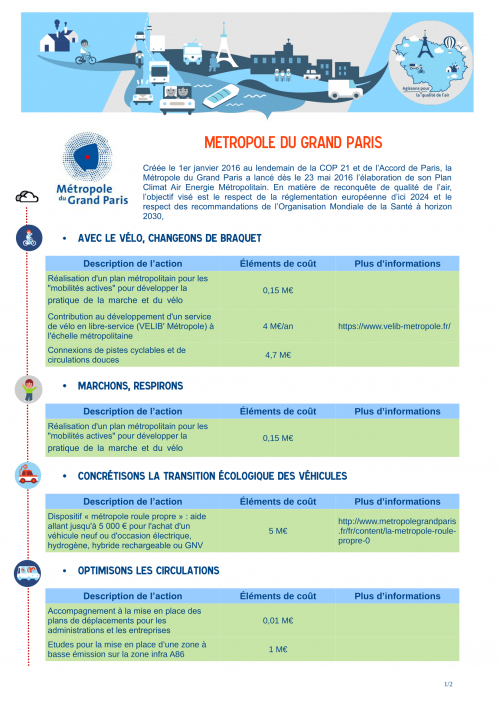 Agissons pour
la qualité de l'air
Métropole
du Grand Paris
METROPOLE DU GRAND PARIS
Créée le 1er janvier 2016 au lendemain de la COP 21 et de l'Accord de Paris, la
Métropole du Grand Paris a lancé dès le 23 mai 2016 l'élaboration de son Plan
Climat Air Energie Métropolitain. En matière de reconquête de qualité de l'air,
l'objectif visé est le respect de la réglementation européenne d'ici 2024 et le
respect des recommandations de l'Organisation Mondiale de la Santé à horizon
2030,
• AVEC LE VÉLO, CHANGEONS DE BRAQUET
Description de l'action Éléments de coût Plus d'informations
Réalisation d'un plan métropolitain pour les
"mobilités actives" pour développer la
pratique de la marche et du vélo
0,15 M€
Contribution au développement d'un service
de vélo en libre-service (VELIB' Métropole) à
l'échelle métropolitaine
4 M€/an
https://www.velib-metropole.fr/
Connexions de pistes cyclables et de
circulations douces
4,7 M€
• MARCHONS, RESPIRONS
Description de l'action Éléments de coût Plus d'informations
Réalisation d'un plan métropolitain pour les
"mobilités actives" pour développer la
pratique de la marche et du vélo
0,15 M€
• CONCRÉTISONS LA TRANSITION ÉCOLOGIQUE DES VÉHICULES
Description de l'action Éléments de coût Plus d'informations
Dispositif « métropole roule propre » : aide
allant jusqu'à 5 000 € pour l'achat d'un
véhicule neuf ou d'occasion électrique,
hydrogène, hybride rechargeable ou GNV
5 M€
http://www.metropolegrandparis
.fr/fr/content/la-metropole-roule-
propre-0
• OPTIMISONS LES CIRCULATIONS
Description de l'action Éléments de coût Plus d'informations
Accompagnement à la mise en place des
plans de déplacements pour les
administrations et les entreprises
0,01 M€
Etudes pour la mise en place d'une zone à
basse émission sur la zone infra A86
1 M€
1/2